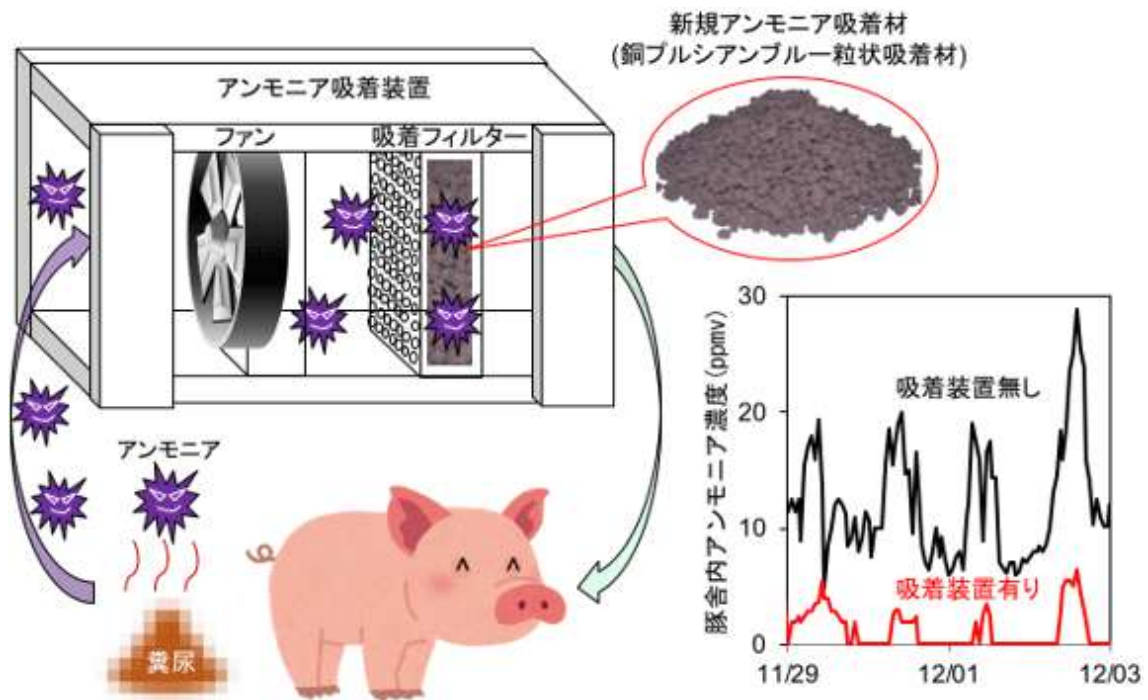 新規アンモニア吸着材
(銅プルシアンブルー粒状吸着材)
アンモニア吸着装置
ファン
吸着フィルター
アンモニア
糞尿
豚舎内アンモニア濃度(ppmv)
30
20
10
0
吸着装置無し
吸着装置有り
11/29
12/01
12/03